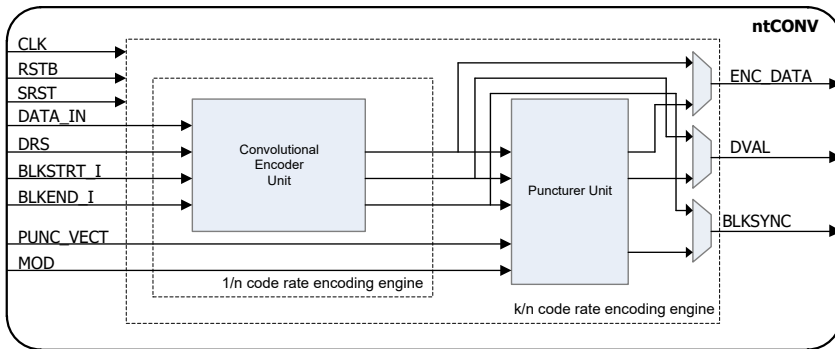 ntCONV
CLK
RSTB
SRST
DATA_IN
DRS
BLKSTRT_I
BLKEND_I
PUNC_VECT
MOD
Convolutional
Encoder
Unit
Puncturer Unit
ENC_DATA
DVAL
BLKSYNC
1/n code rate encoding engine
k/n code rate encoding engine